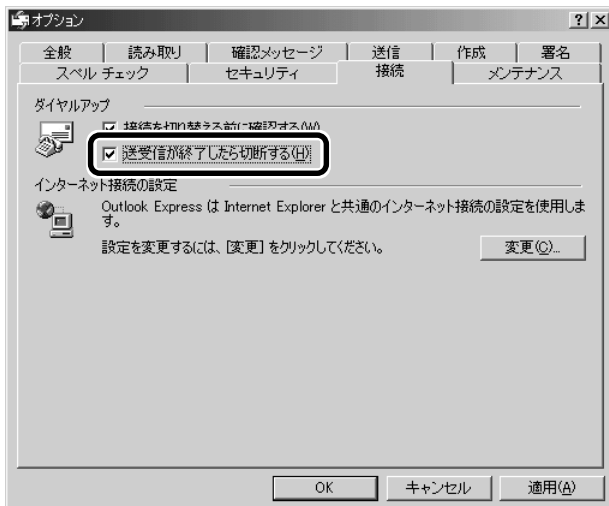 オプション
全般 読み取り 確認メッセージ 送信 作成 署名
スペル チェック セキュリティ 接続 メンテナンス
ダイヤルアップ
接続を切り替える前に確認する(W)
送受信が終了したら切断する(H)
インターネット接続の設定
Outlook Express は Internet Explorer と共通のインターネット接続の設定を使用しま
す。
設定を変更するには、[変更] をクリックしてください。
変更(C)...
OK キャンセル 適用(A)